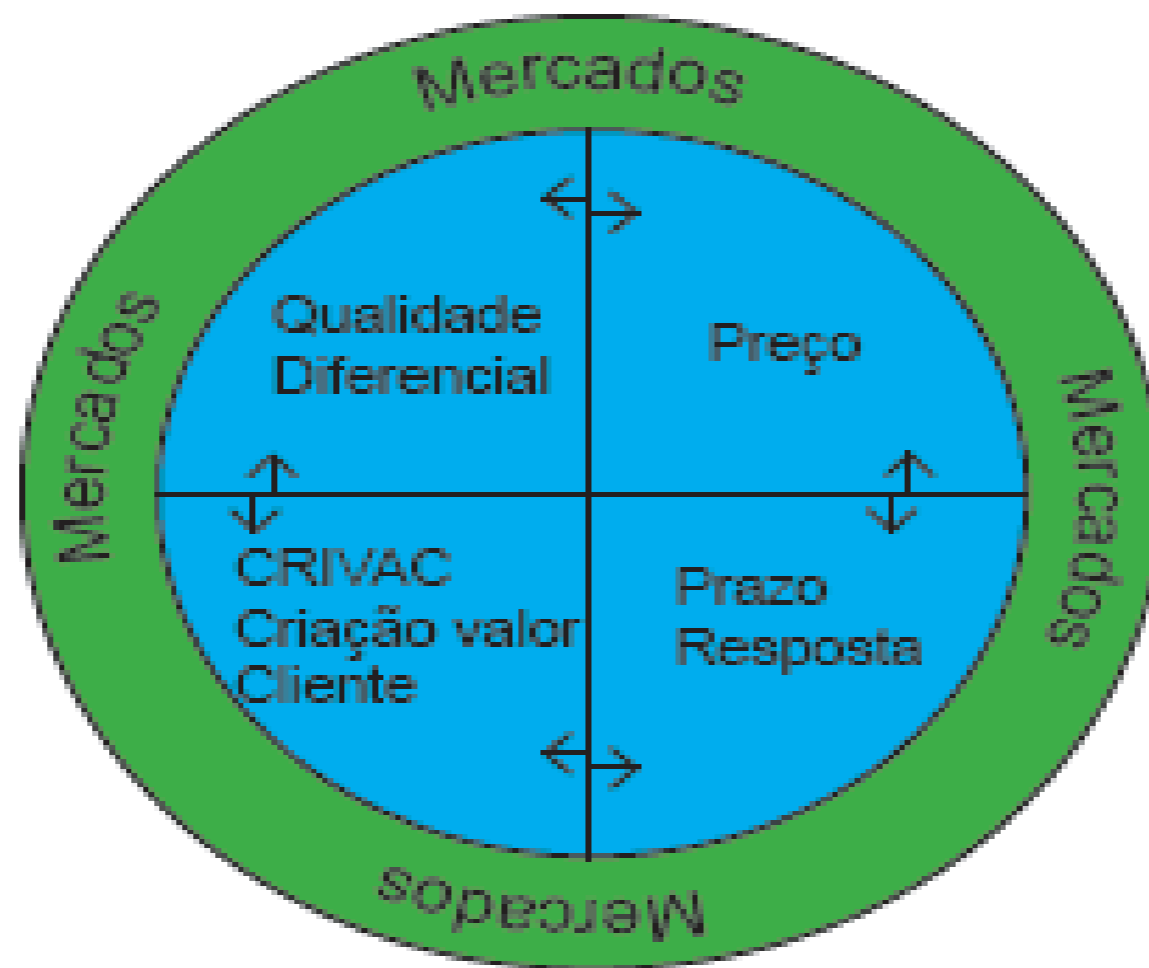 Mercados
Qualidade
Diferencial
Preço
Mercados
Mercados
CRIVAC
Criação valor
Cliente
Prazo
Resposta
Mercados